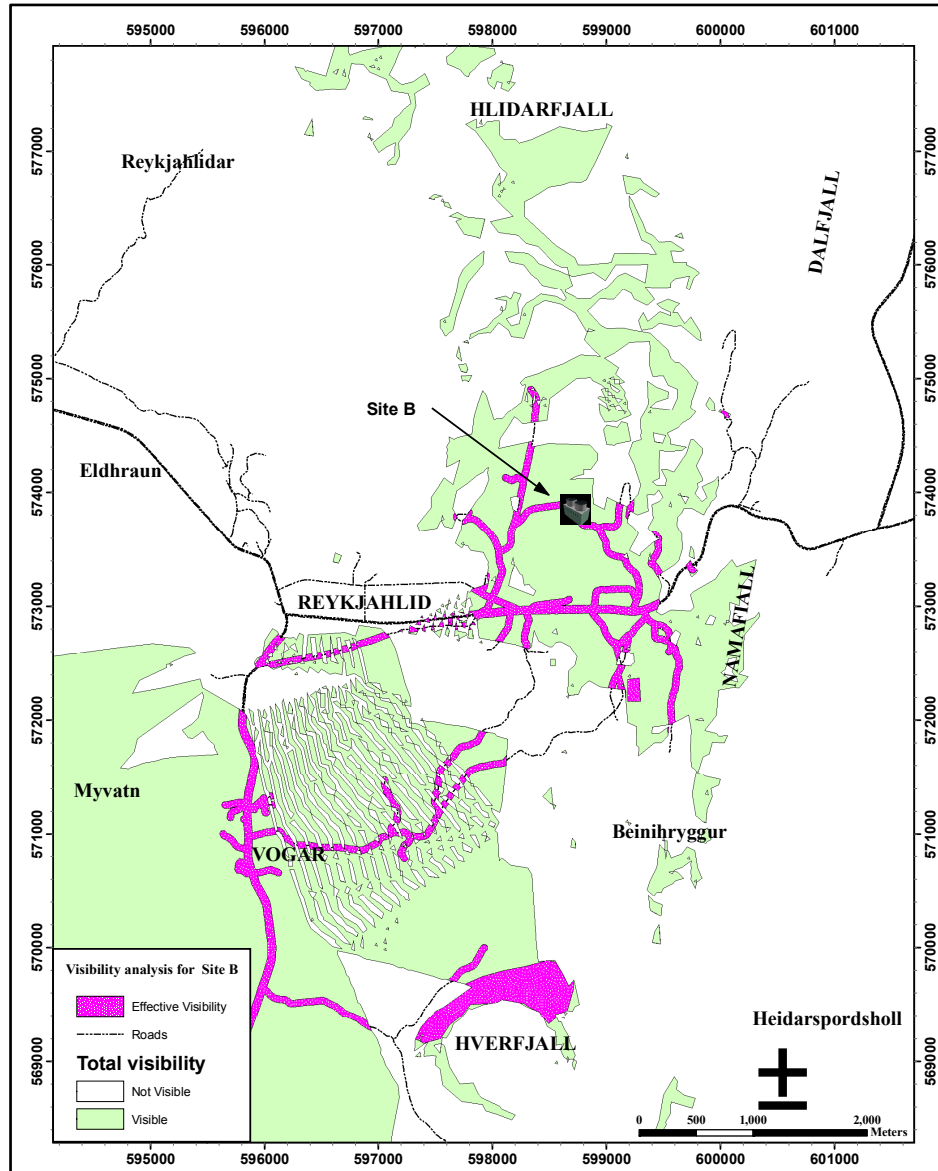 595000 596000 597000 598000 599000 600000 601000
HLIDARFJALL
577000 577000
Reykjahlidar
DALFJALL
576000 576000
575000 575000
Site B
Eldhraun
574000 574000
573000 573000
REYKJAHLID
NAMAFJALL
572000 572000
Myvatn
571000 571000
Beinihryggur
VOGAR
570000 570000
Visibility analysis for Site B
Effective Visibility
Roads
Total visibility
Not Visible
Visible
HVERFJALL
Heidarspordsholl
569000 569000
0 500 1,000 2,000
Meters
595000 596000 597000 598000 599000 600000 601000